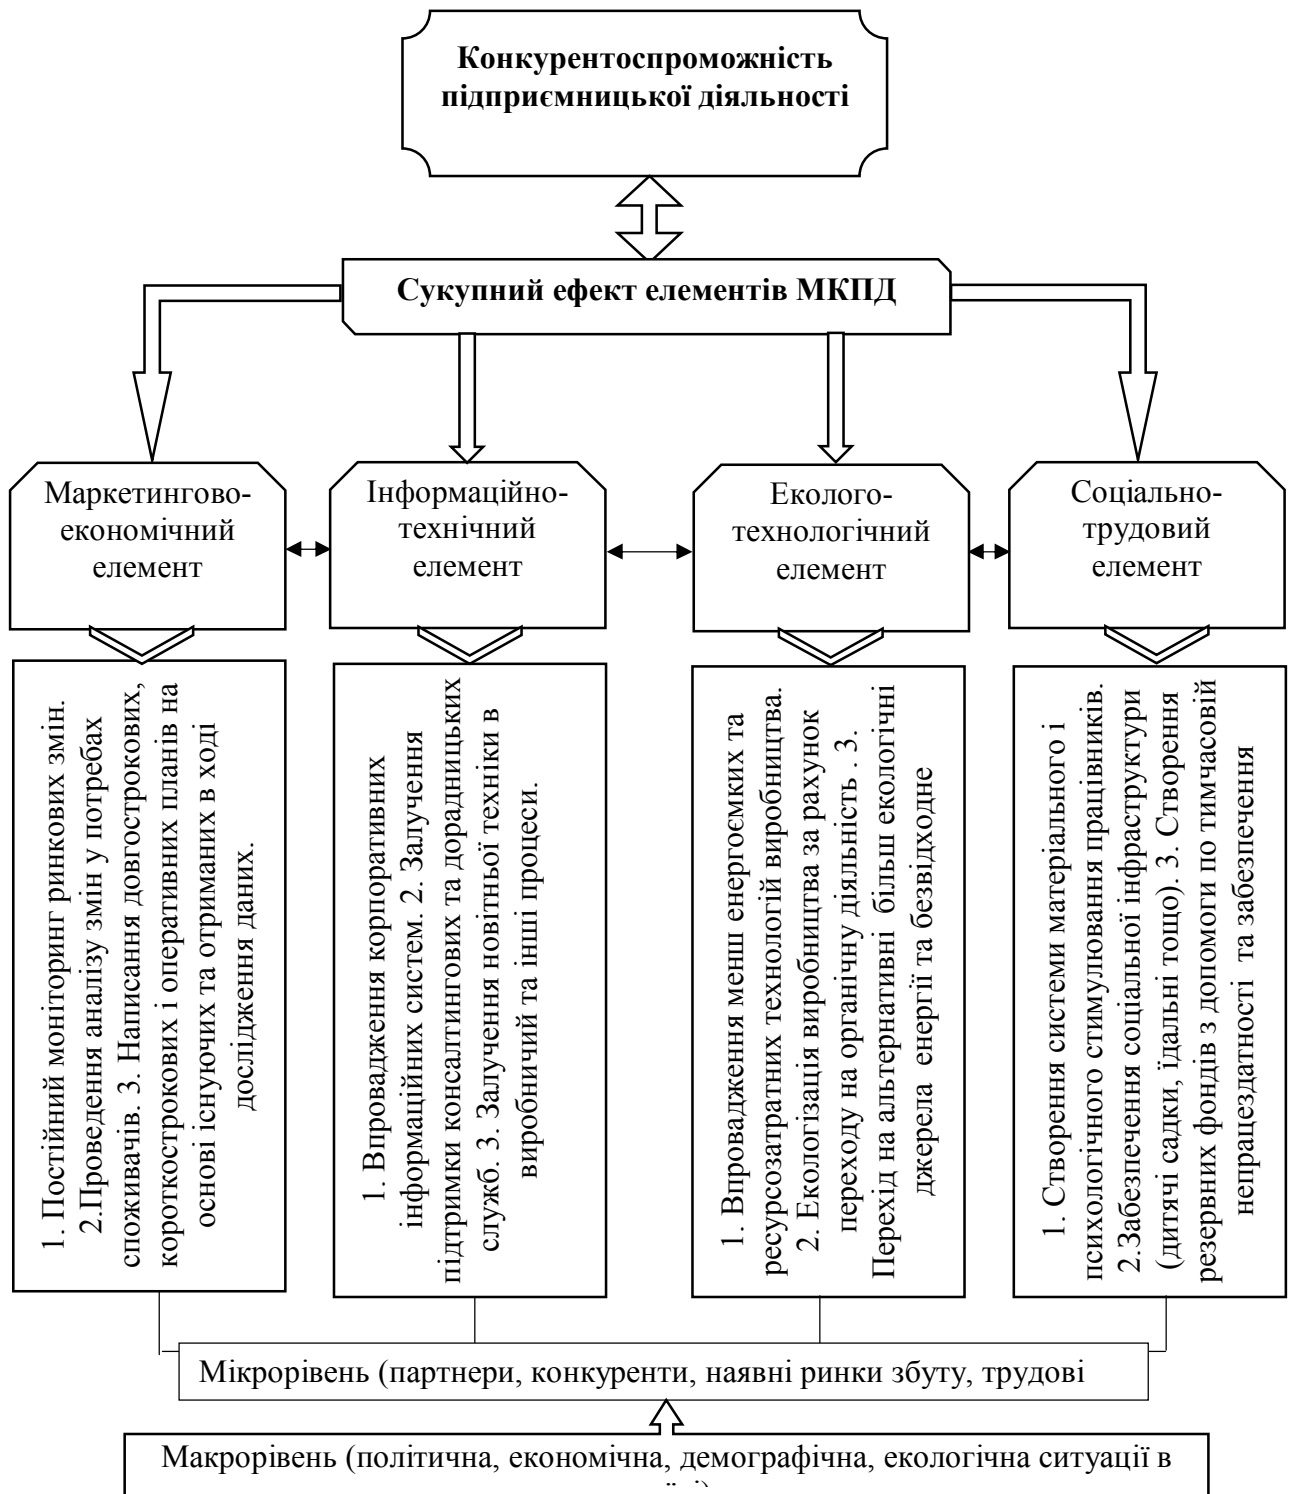 Конкурентоспроможність
підприємницької діяльності
Сукупний ефект елементів МКПД
Маркетингово-
економічний
елемент
Інформаційно-
технічний
елемент
Еколого-
технологічний
елемент
Соціально-
трудовий
елемент
1. Постійний моніторинг ринкових змін.
2.Проведення аналізу змін у потребах
споживачів. 3. Написання довгострокових,
короткострокових і оперативних планів на
основі існуючих та отриманих в ході
дослідження даних.
1. Впровадження корпоративних
інформаційних систем. 2. Залучення
підтримки консалтингових та дорадницьких
служб. 3. Залучення новітньої техніки в
виробничий та інші процеси.
1. Впровадження менш енергоємких та
ресурсозатратних технологій виробництва.
2. Екологізація виробництва за рахунок
переходу на органічну діяльність . 3.
Перехід на альтернативні більш екологічні
джерела енергії та безвідходне
1. Створення системи матеріального і
психологічного стимулювання працівників.
2.Забезпечення соціальної інфраструктури
(дитячі садки, їдальні тощо). 3. Створення
резервних фондів з допомоги по тимчасовій
непрацездатності та забезпечення
Мікрорівень (партнери, конкуренти, наявні ринки збуту, трудові
Макрорівень (політична, економічна, демографічна, екологічна ситуації в